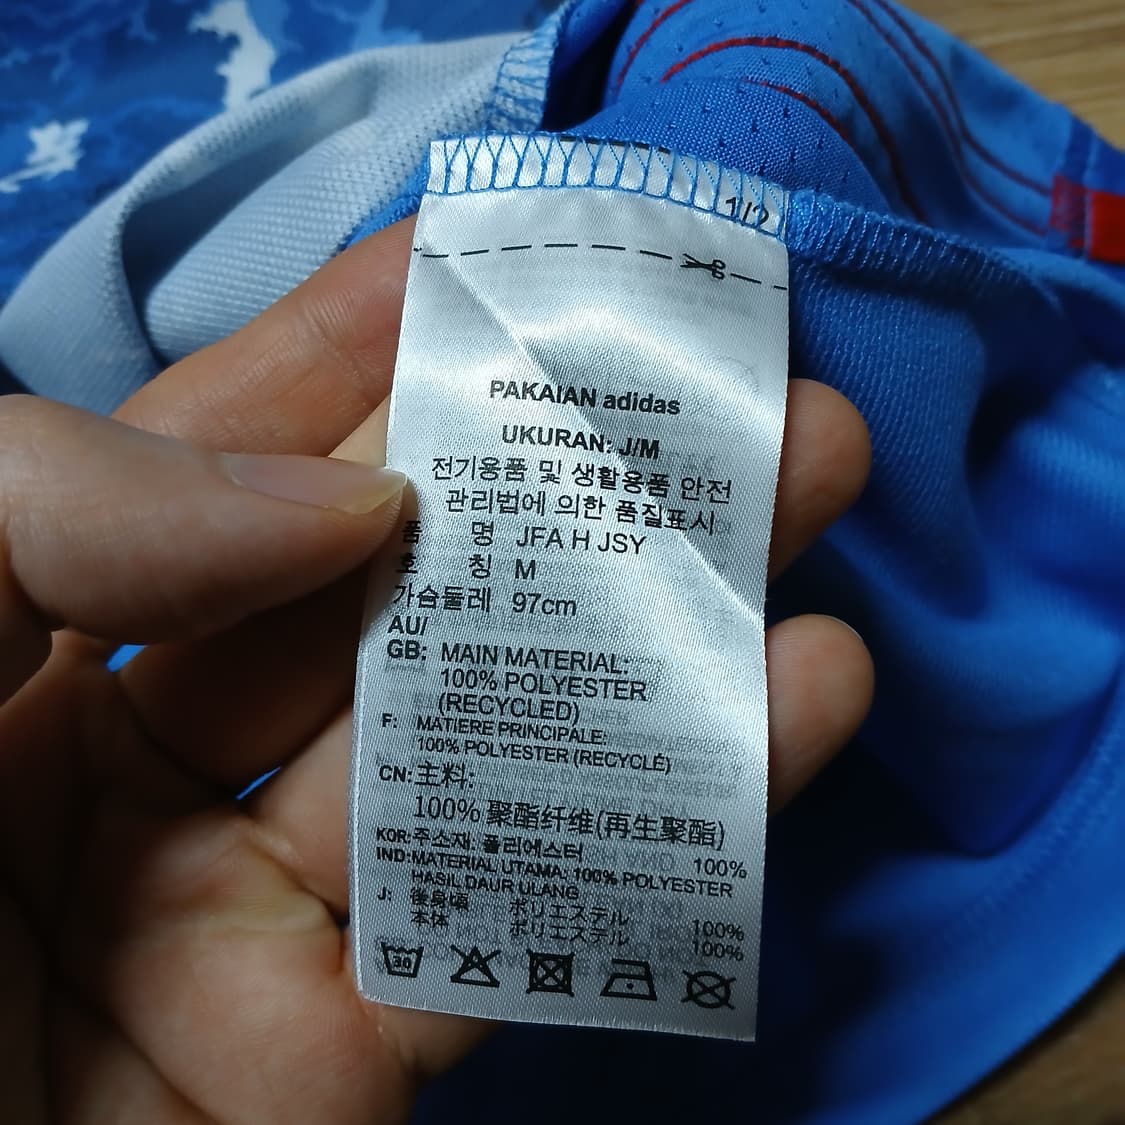 1/2
PAKAIAN adidas
UKURAN: J/M
전기용품 및 생활용품 안전
관리법에 의한 품질표시
품 명 JFA H JSY
호 칭 M
가슴둘레 97cm
AU/
GB: MAIN MATERIAL:
100% POLYESTER
(RECYCLED)
F: MATIERE PRINCIPALE:
100% POLYESTER (RECYCLÉ)
CN: 主料:
100% 聚酯纤维(再生聚酯)
KOR: 주소재: 폴리에스터 100%
IND: MATERIAL UTAMA: 100% POLYESTER
HASIL DAUR ULANG
J: 後身頃 ポリエステル 100%
本体 ポリエステル 100%
30